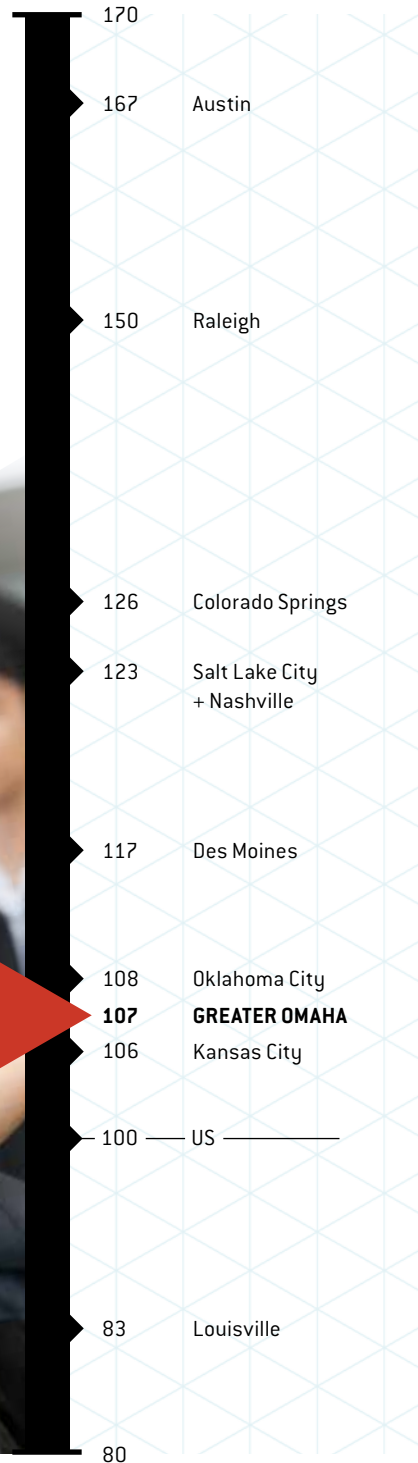 170
167 Austin
150 Raleigh
126 Colorado Springs
123 Salt Lake City
+ Nashville
117 Des Moines
108 Oklahoma City
107 GREATER OMAHA
106 Kansas City
100 US
83 Louisville
80